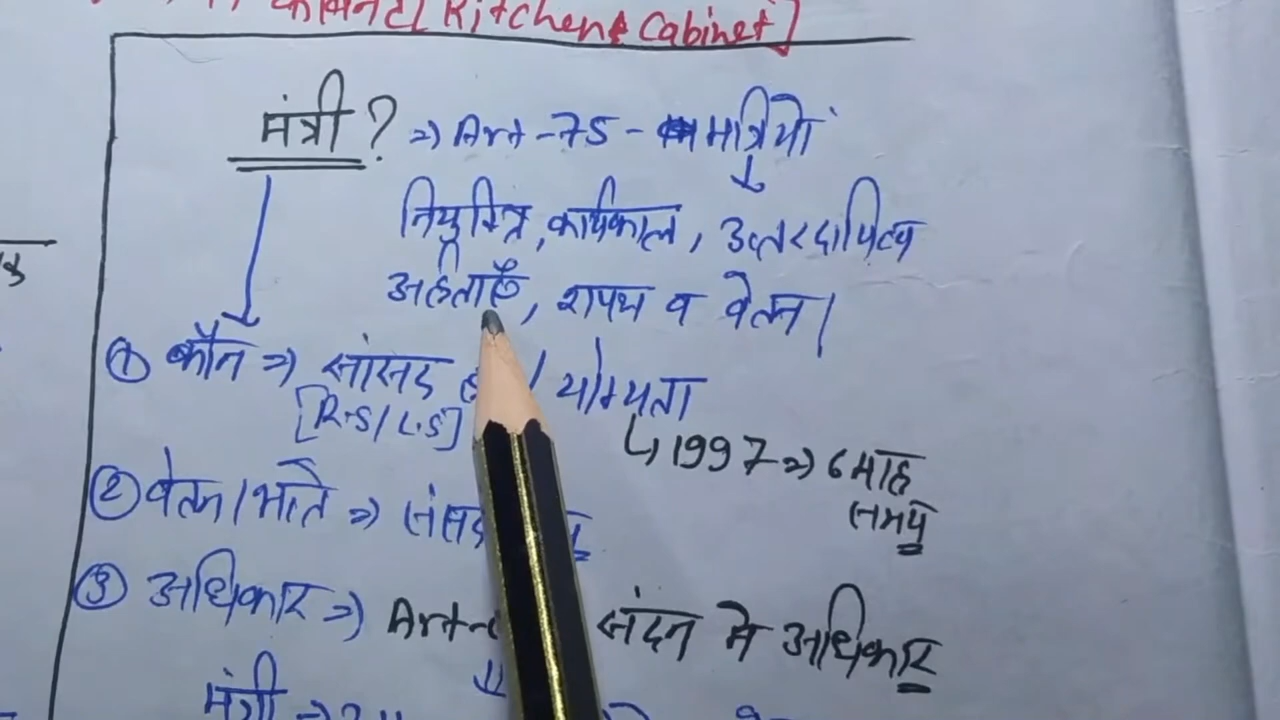 [Kitchen Cabinet]
मंत्री ? ⇒ Art-75 - मंत्रियों
↓
नियुक्ति, कार्यकाल, उत्तरदायित्व
अर्हताएँ, शपथ व वेतन।
① कौन ⇒ सांसद / योग्यता
[R.S/L.S]
↳ 1997 ⇒ 6 माह
समय
② वेतन/भत्ते ⇒ संसद
③ अधिकार ⇒ Art- संदन मे अधिकार
↓
मंत्री ⇒